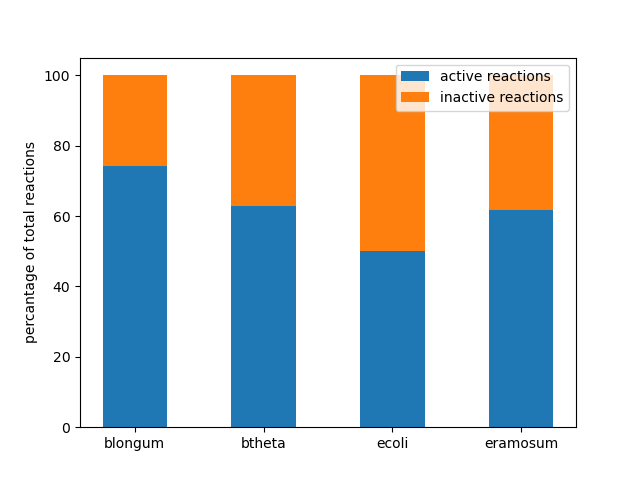 active reactions
inactive reactions
percantage of total reactions
100
80
60
40
20
0
blongum btheta ecoli eramosum